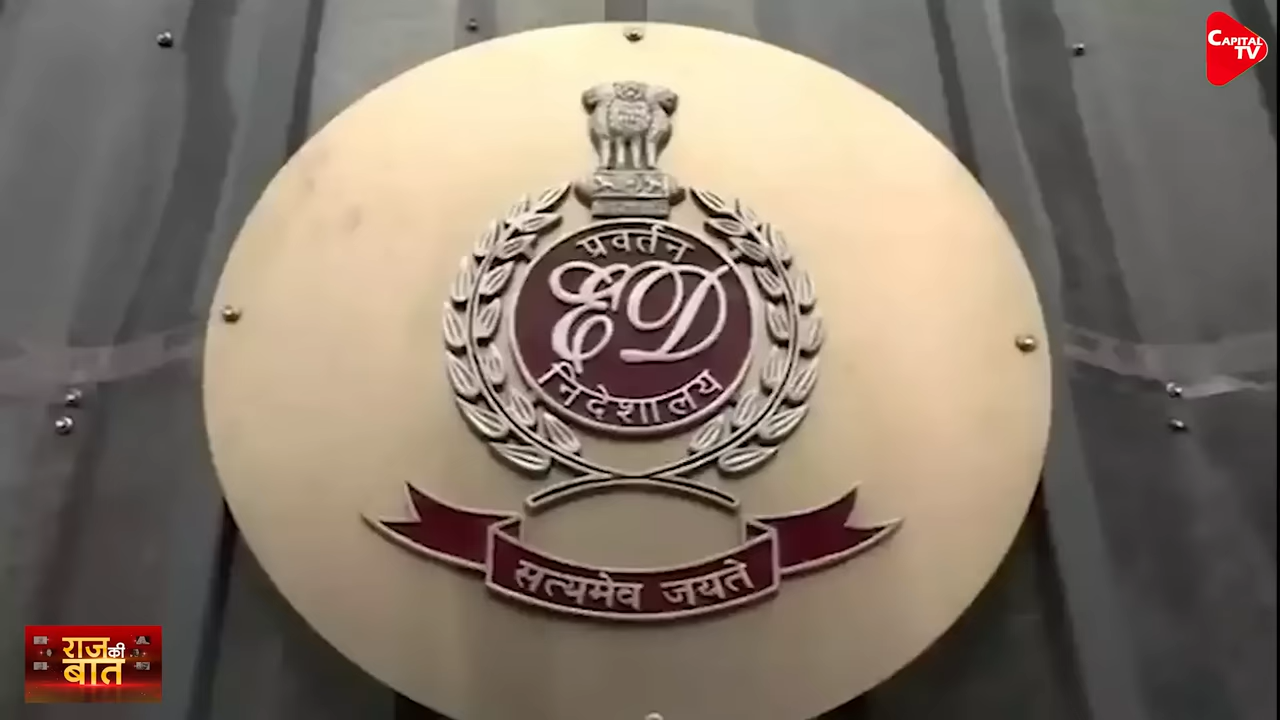 CAPITAL
TV
प्रवर्तन
ED
निदेशालय
सत्यमेव जयते
राज की
बात